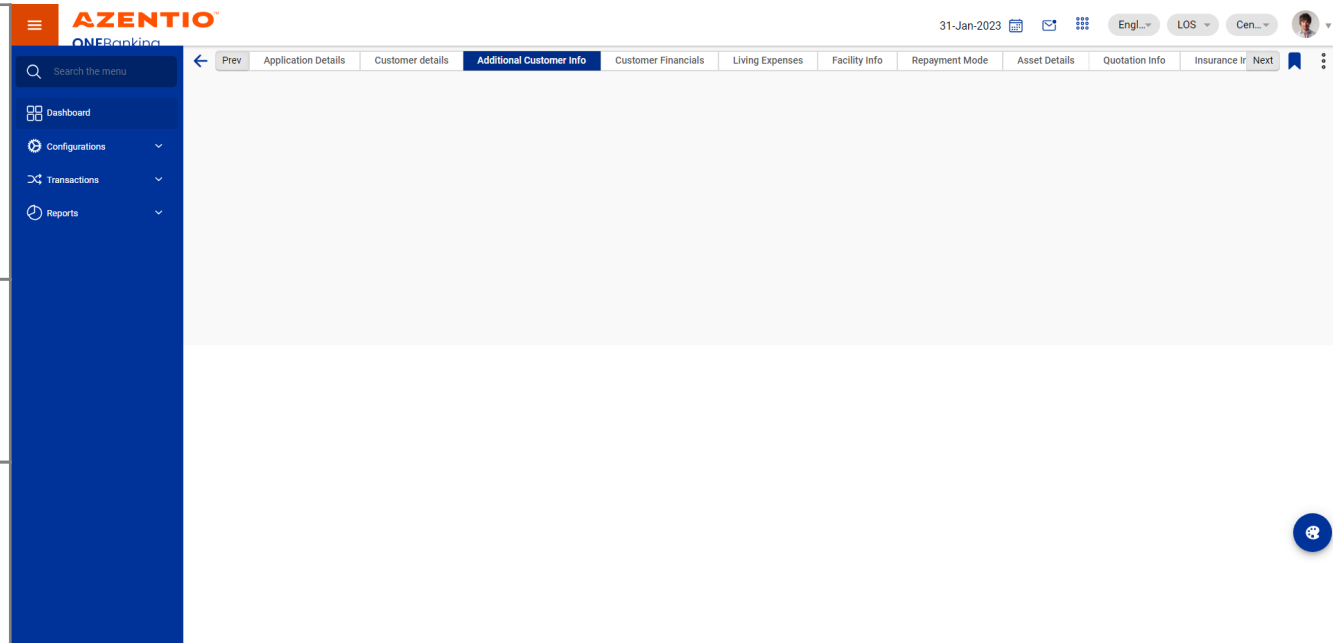 AZENTIO™
ONEBanking
31-Jan-2023
Engl...
LOS
Cen...
Search the menu
Prev
Application Details
Customer details
Additional Customer Info
Customer Financials
Living Expenses
Facility Info
Repayment Mode
Asset Details
Quotation Info
Insurance Ir
Next
Dashboard
Configurations
Transactions
Reports